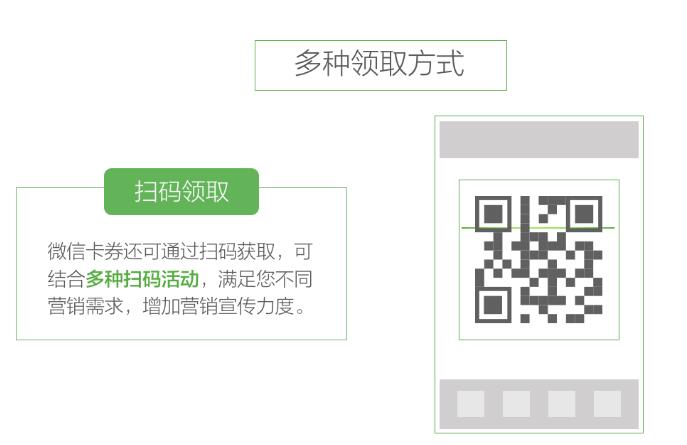 多种领取方式
扫码领取
微信卡券还可通过扫码获取，可
结合多种扫码活动，满足您不同
营销需求，增加营销宣传力度。